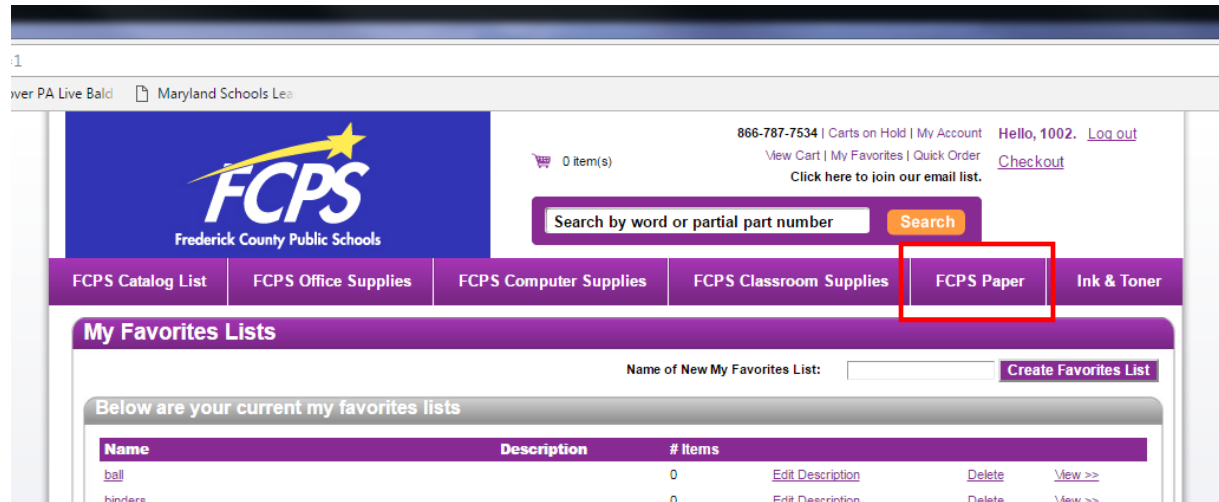 =1
over PA Live Bald Maryland Schools Lea
FCPS
Frederick County Public Schools
0 item(s)
866-787-7534 | Carts on Hold | My Account
View Cart | My Favorites | Quick Order
Click here to join our email list.
Hello, 1002. Log out
Checkout
Search by word or partial part number Search
FCPS Catalog List FCPS Office Supplies FCPS Computer Supplies FCPS Classroom Supplies FCPS Paper Ink & Toner
My Favorites Lists
Name of New My Favorites List: Create Favorites List
Below are your current my favorites lists
Name Description # Items
ball 0 Edit Description Delete View >>
binders 0 Edit Description Delete View >>